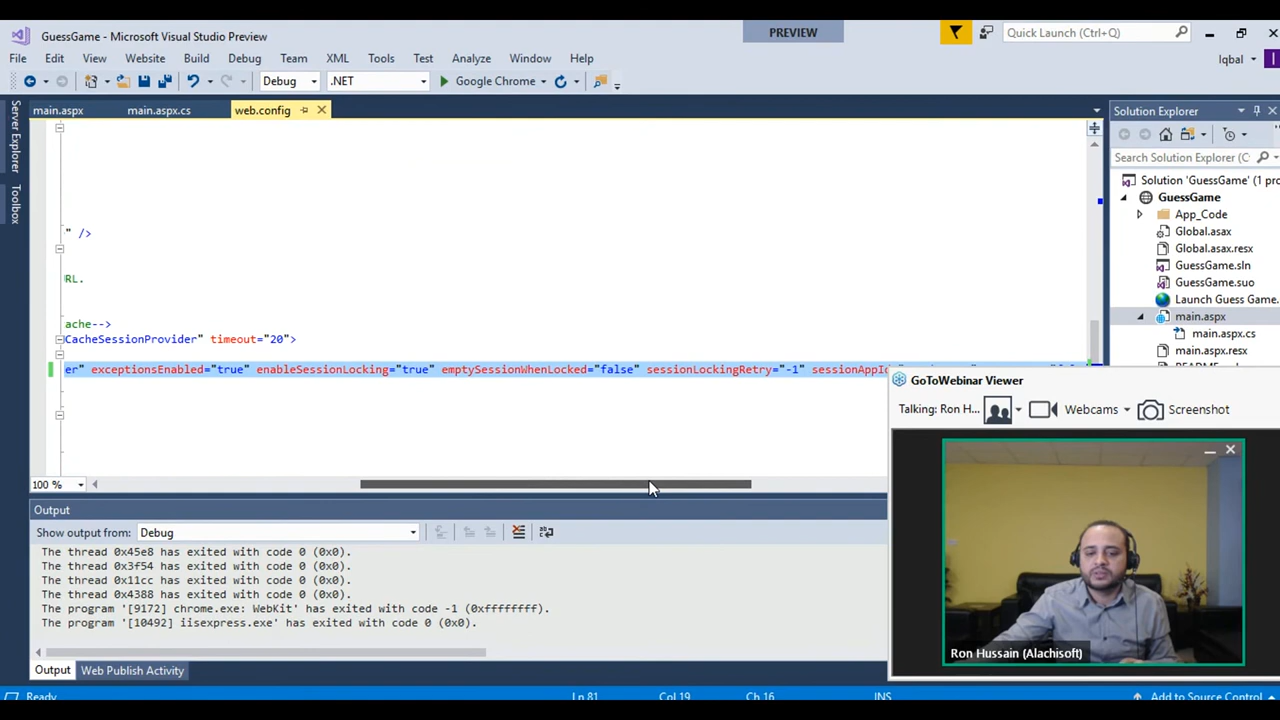 GuessGame - Microsoft Visual Studio Preview
PREVIEW
Quick Launch (Ctrl+Q)
File Edit View Website Build Debug Team XML Tools Test Analyze Window Help
Iqbal
Debug .NET Google Chrome
main.aspx main.aspx.cs web.config
Server Explorer
Toolbox
" />
RL.
ache-->
CacheSessionProvider" timeout="20">
er" exceptionsEnabled="true" enableSessionLocking="true" emptySessionWhenLocked="false" sessionLockingRetry="-1" sessionAppId
100 %
Solution Explorer
Search Solution Explorer (C
Solution 'GuessGame' (1 pro
GuessGame
App_Code
Global.asax
Global.asax.resx
GuessGame.sln
GuessGame.suo
Launch Guess Game.
main.aspx
main.aspx.cs
main.aspx.resx
GoToWebinar Viewer
Talking: Ron H... Webcams Screenshot
Ron Hussain (Alachisoft)
Output
Show output from: Debug
The thread 0x45e8 has exited with code 0 (0x0).
The thread 0x3f54 has exited with code 0 (0x0).
The thread 0x11cc has exited with code 0 (0x0).
The thread 0x4388 has exited with code 0 (0x0).
The program '[9172] chrome.exe: WebKit' has exited with code -1 (0xffffffff).
The program '[10492] iisexpress.exe' has exited with code 0 (0x0).
Output Web Publish Activity
Ready Ln 81 Col 19 Ch 16 INS Add to Source Control